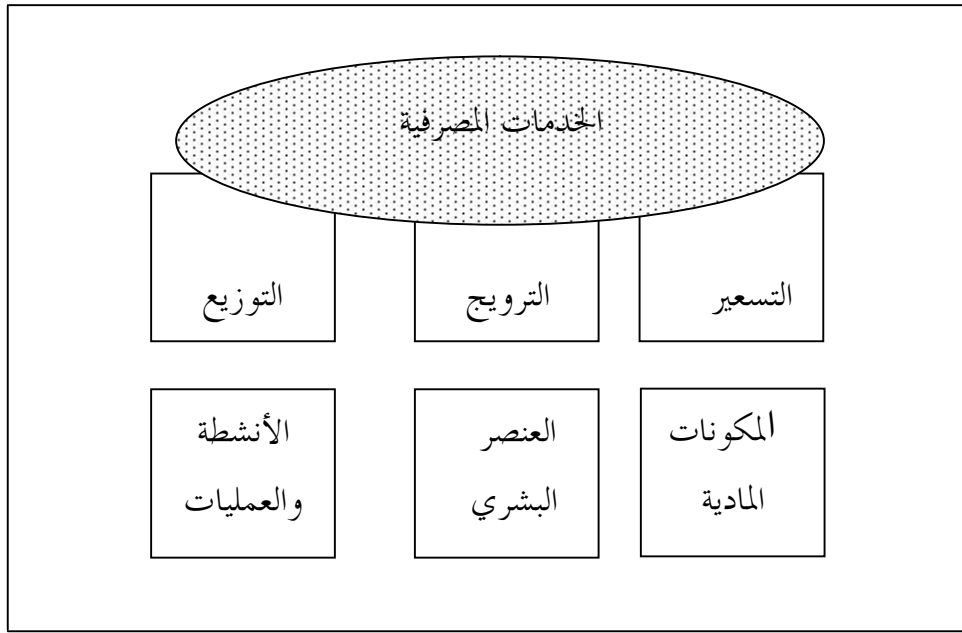 الخدمات المصرفية
التسعير
الترويج
التوزيع
المكونات
المادية
العنصر
البشري
الأنشطة
والعمليات